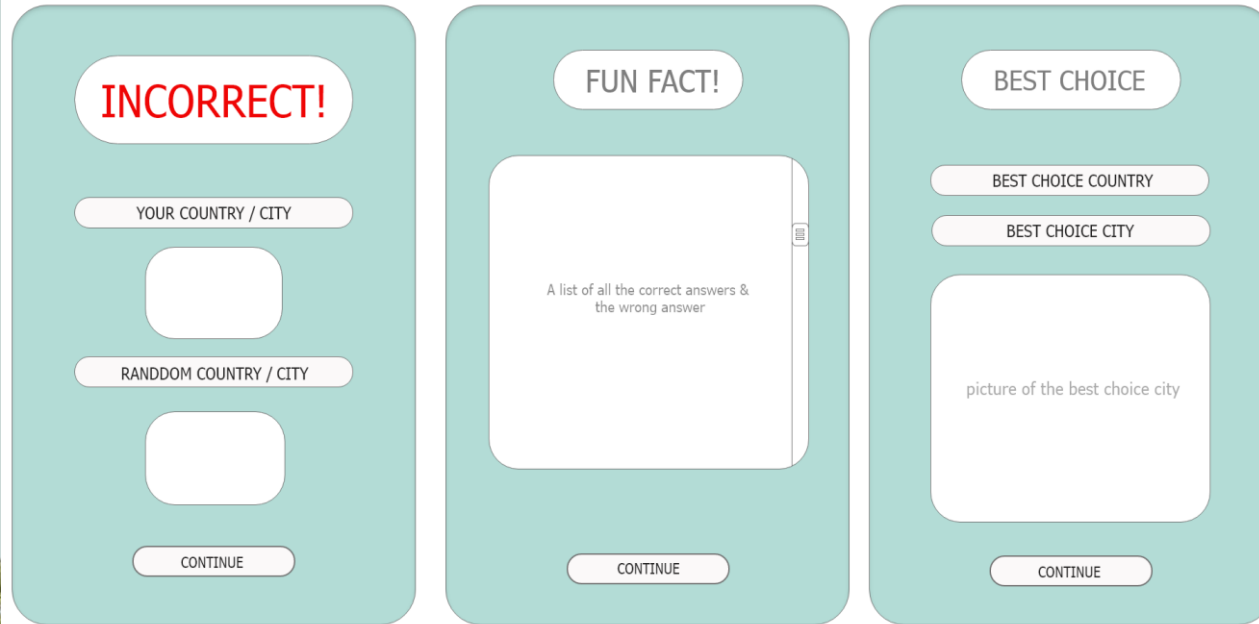 INCORRECT!
YOUR COUNTRY / CITY
RANDDOM COUNTRY / CITY
CONTINUE
FUN FACT!
A list of all the correct answers &
the wrong answer
CONTINUE
BEST CHOICE
BEST CHOICE COUNTRY
BEST CHOICE CITY
picture of the best choice city
CONTINUE